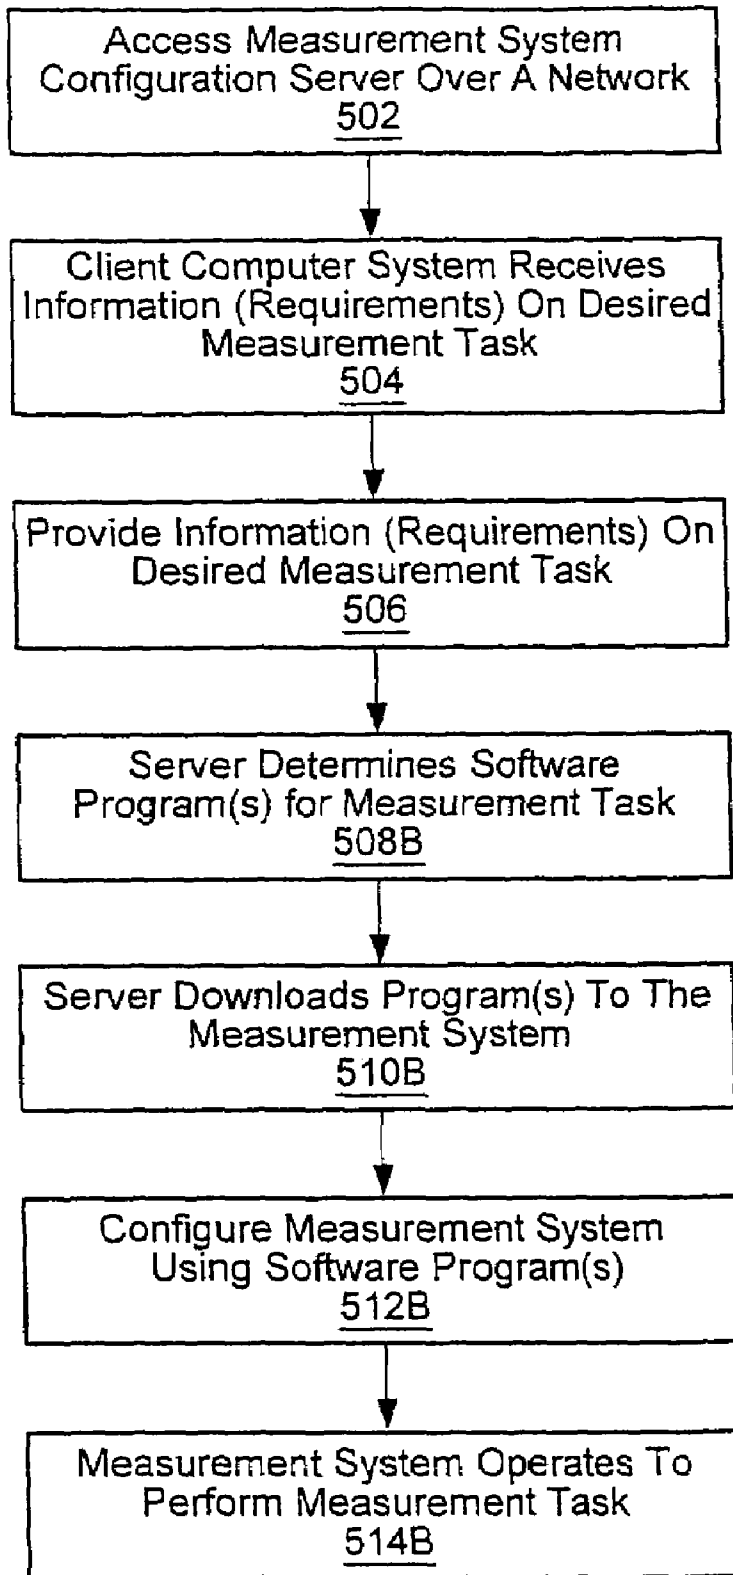 Access Measurement System
Configuration Server Over A Network
502
Client Computer System Receives
Information (Requirements) On Desired
Measurement Task
504
Provide Information (Requirements) On
Desired Measurement Task
506
Server Determines Software
Program(s) for Measurement Task
508B
Server Downloads Program(s) To The
Measurement System
510B
Configure Measurement System
Using Software Program(s)
512B
Measurement System Operates To
Perform Measurement Task
514B